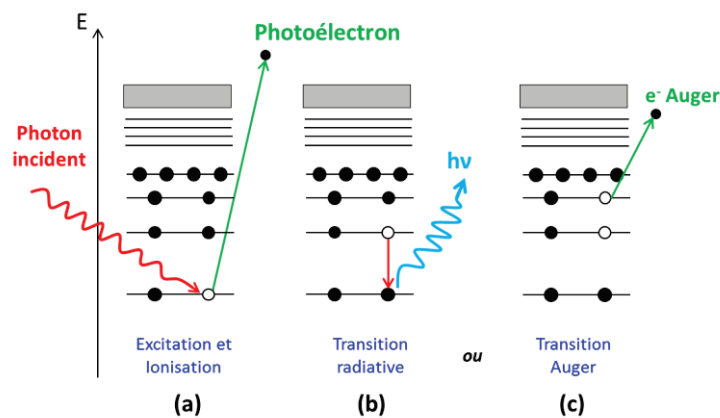 E
Photoélectron
e- Auger
Photon
incident
hν
Excitation et
Ionisation
Transition
radiative
ou
Transition
Auger
(a)
(b)
(c)